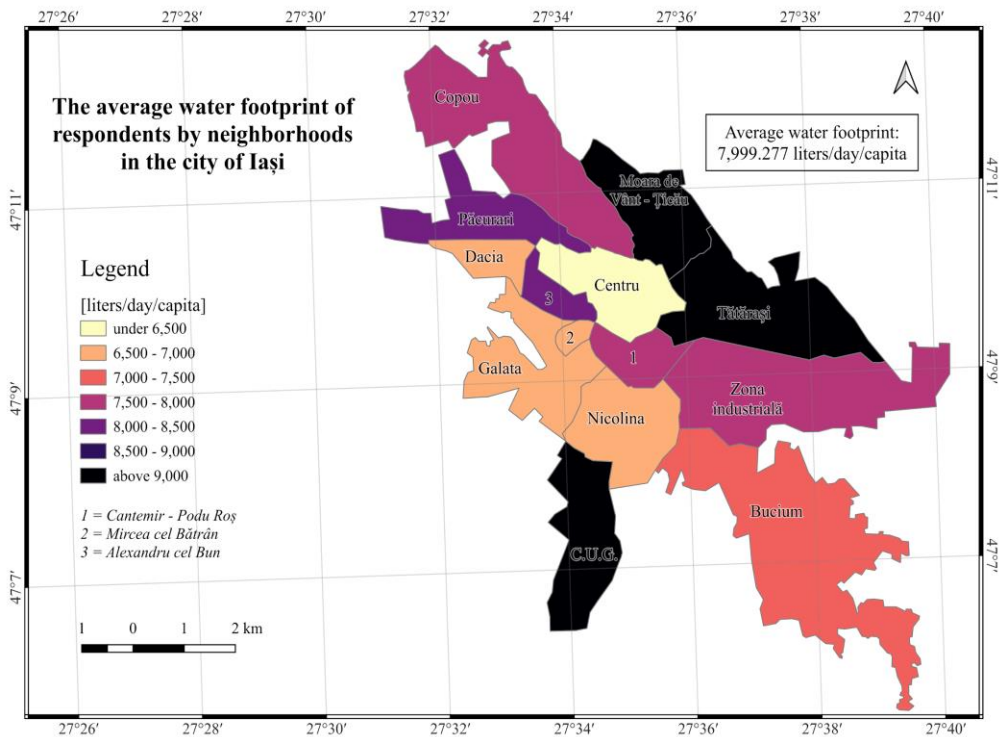 27°26′ 27°28′ 27°30′ 27°32′ 27°34′ 27°36′ 27°38′ 27°40′
The average water footprint of
respondents by neighborhoods
in the city of Iași
Average water footprint:
7,999.277 liters/day/capita
47°11′
47°9′
47°7′
47°11′
47°9′
47°7′
Copou
Moara de
Vânt - Țicău
Păcurari
Dacia
Centru
3
Tătărași
2
1
Galata
Zona
industrială
Nicolina
Bucium
C.U.G.
Legend
[liters/day/capita]
under 6,500
6,500 - 7,000
7,000 - 7,500
7,500 - 8,000
8,000 - 8,500
8,500 - 9,000
above 9,000
1 = Cantemir - Podu Roș
2 = Mircea cel Bătrân
3 = Alexandru cel Bun
1 0 1 2 km
27°26′ 27°28′ 27°30′ 27°32′ 27°34′ 27°36′ 27°38′ 27°40′